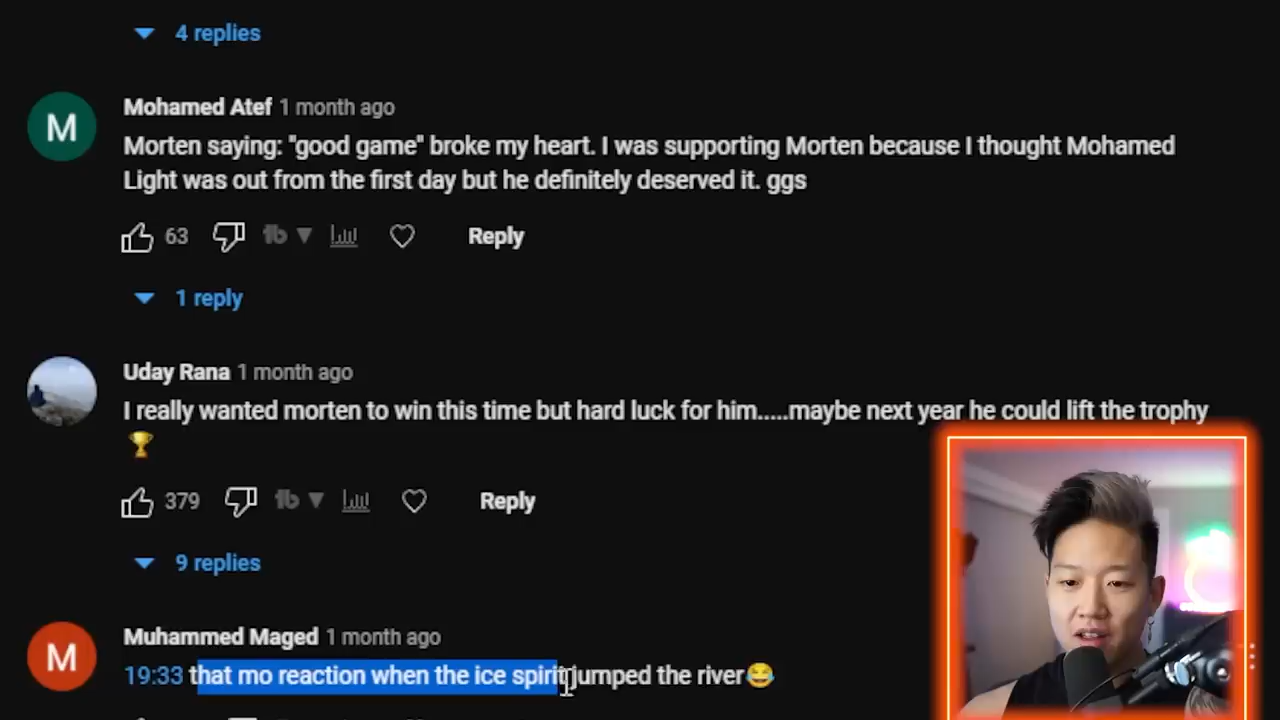 4 replies
M
Mohamed Atef 1 month ago
Morten saying: "good game" broke my heart. I was supporting Morten because I thought Mohamed
Light was out from the first day but he definitely deserved it. ggs
63 tb Reply
1 reply
Uday Rana 1 month ago
I really wanted morten to win this time but hard luck for him.....maybe next year he could lift the trophy
🏆
379 tb Reply
9 replies
M
Muhammed Maged 1 month ago
19:33 that mo reaction when the ice spirit jumped the river😂